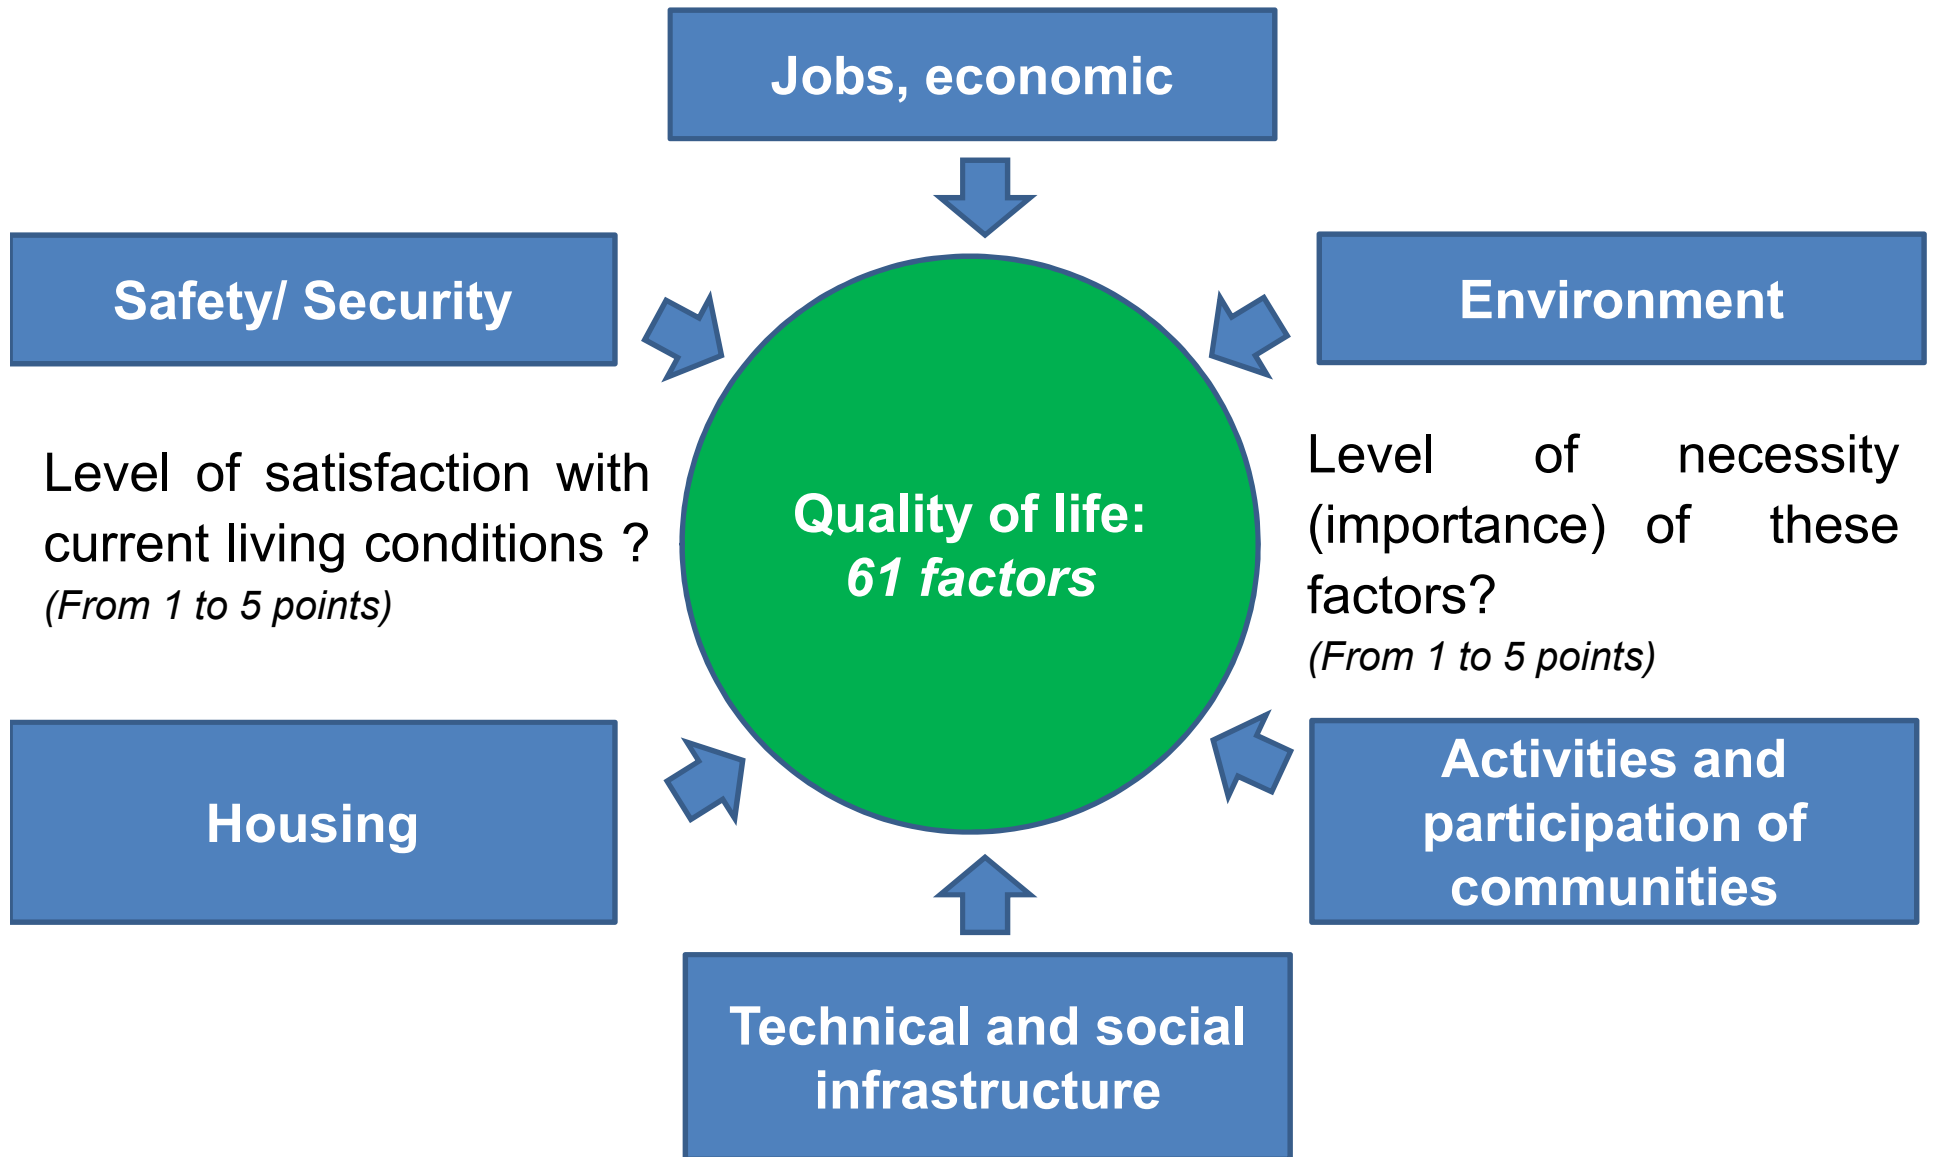 Jobs, economic
Safety/ Security
Environment
Level of satisfaction with
current living conditions ?
(From 1 to 5 points)
Quality of life:
61 factors
Level of necessity
(importance) of these
factors?
(From 1 to 5 points)
Housing
Activities and
participation of
communities
Technical and social
infrastructure